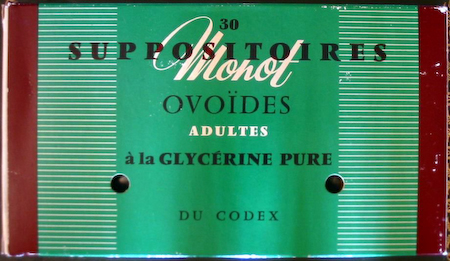 30
SUPPOSITOIRES
Monot
OVOÏDES
ADULTES
à la GLYCÉRINE PURE
DU CODEX